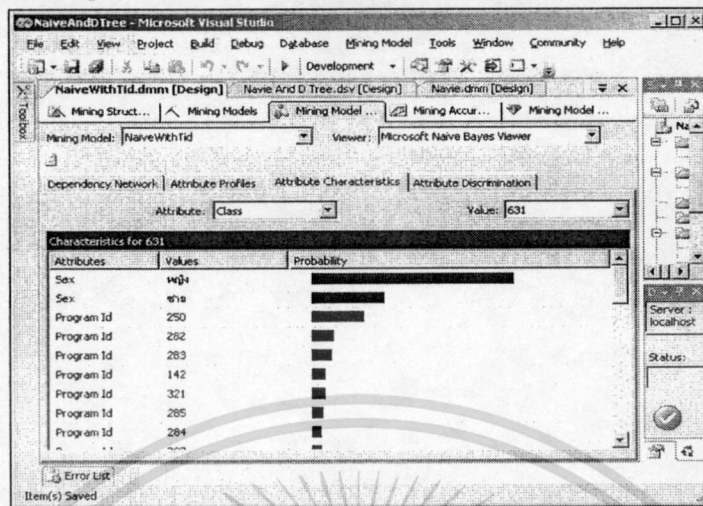 NaiveAndDTree - Microsoft Visual Studio
File Edit View Project Build Debug Database Mining Model Tools Window Community Help
Development
NaiveWithTid.dmm [Design] Navie And D Tree.dsv [Design] Navie.dmm [Design]
Toolbox
Mining Struct... Mining Models Mining Model ... Mining Accur... Mining Model ...
Mining Model: NaiveWithTid Viewer: Microsoft Naive Bayes Viewer
Dependency Network Attribute Profiles Attribute Characteristics Attribute Discrimination
Attribute: Class Value: 631
Characteristics for 631
Attributes Values Probability
Sex หญิง
Sex ชาย
Program Id 250
Program Id 282
Program Id 283
Program Id 142
Program Id 321
Program Id 285
Program Id 284
Server :
localhost
Status:
Error List
Item(s) Saved